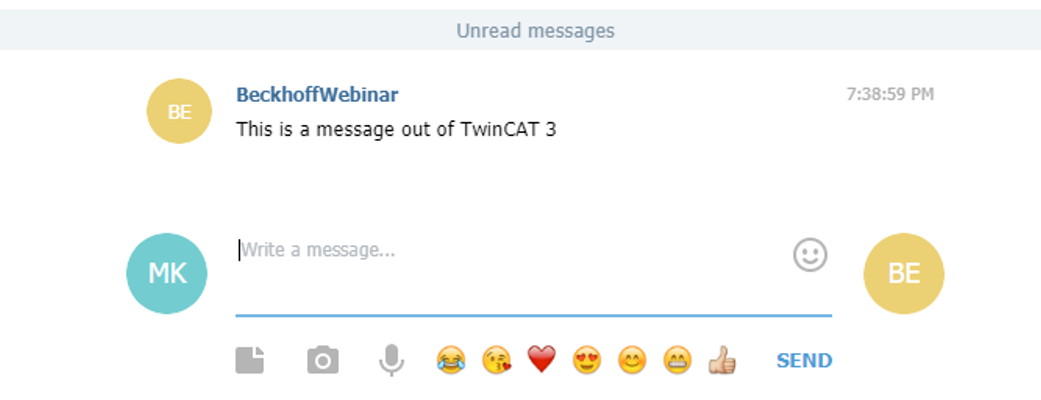 Unread messages
BE
BeckhoffWebinar
7:38:59 PM
This is a message out of TwinCAT 3
MK
Write a message...
BE
SEND